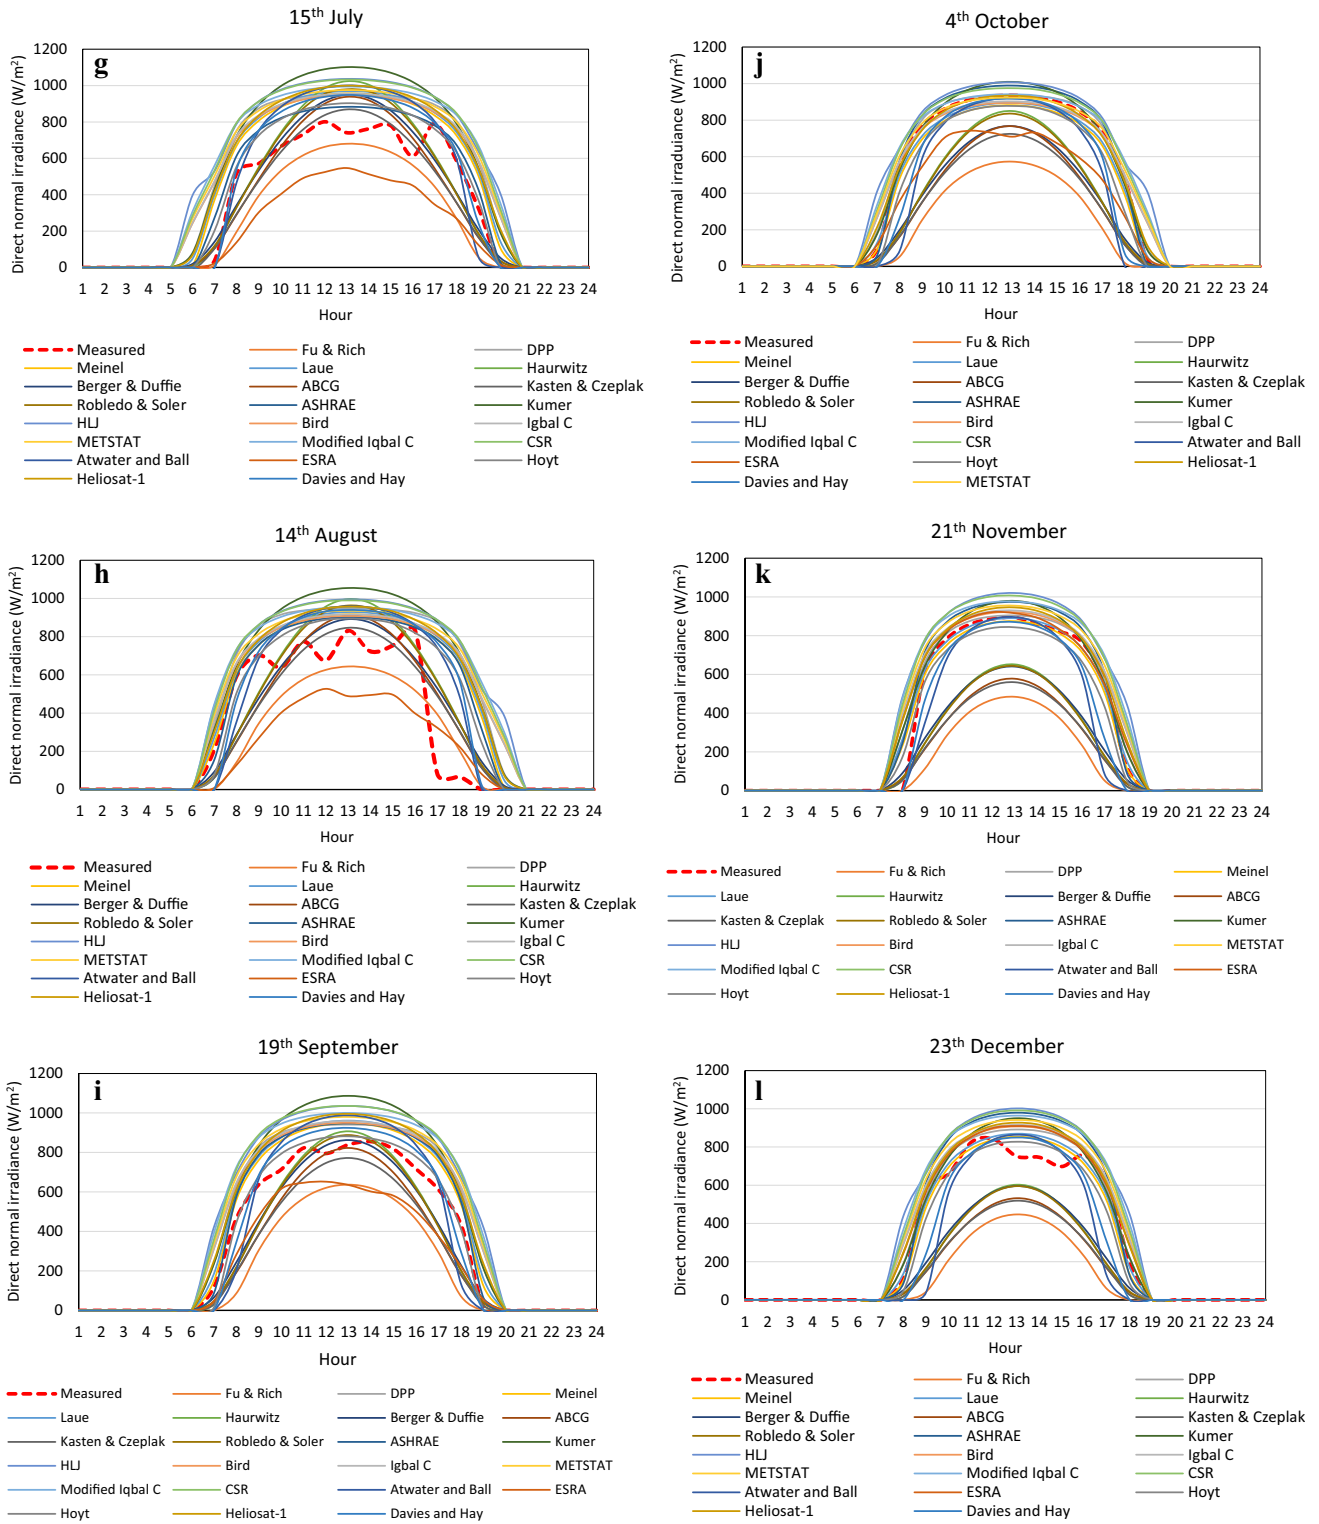 15th July
Direct normal irradiance (W/m2)
1200
1000
800
600
400
200
0
g
1 2 3 4 5 6 7 8 9 10 11 12 13 14 15 16 17 18 19 20 21 22 23 24
Hour
Measured Fu & Rich DPP
Meinel Laue Haurwitz
Berger & Duffie ABCG Kasten & Czeplak
Robledo & Soler ASHRAE Kumer
HLJ Bird Igbal C
METSTAT Modified Iqbal C CSR
Atwater and Ball ESRA Hoyt
Heliosat-1 Davies and Hay
4th October
Direct normal irraduiance (W/m2)
1200
1000
800
600
400
200
0
j
1 2 3 4 5 6 7 8 9 10 11 12 13 14 15 16 17 18 19 20 21 22 23 24
Hour
Measured Fu & Rich DPP
Meinel Laue Haurwitz
Berger & Duffie ABCG Kasten & Czeplak
Robledo & Soler ASHRAE Kumer
HLJ Bird Igbal C
Modified Iqbal C CSR Atwater and Ball
ESRA Hoyt Heliosat-1
Davies and Hay METSTAT
14th August
Direct normal irradiance (W/m2)
1200
1000
800
600
400
200
0
h
1 2 3 4 5 6 7 8 9 10 11 12 13 14 15 16 17 18 19 20 21 22 23 24
Hour
Measured Fu & Rich DPP
Meinel Laue Haurwitz
Berger & Duffie ABCG Kasten & Czeplak
Robledo & Soler ASHRAE Kumer
HLJ Bird Igbal C
METSTAT Modified Iqbal C CSR
Atwater and Ball ESRA Hoyt
Heliosat-1 Davies and Hay
21th November
Direct normal irradiance (W/m2)
1200
1000
800
600
400
200
0
k
1 2 3 4 5 6 7 8 9 10 11 12 13 14 15 16 17 18 19 20 21 22 23 24
Hour
Measured Fu & Rich DPP Meinel
Laue Haurwitz Berger & Duffie ABCG
Kasten & Czeplak Robledo & Soler ASHRAE Kumer
HLJ Bird Igbal C METSTAT
Modified Iqbal C CSR Atwater and Ball ESRA
Hoyt Heliosat-1 Davies and Hay
19th September
Direct normal irradiance (W/m2)
1200
1000
800
600
400
200
0
i
1 2 3 4 5 6 7 8 9 10 11 12 13 14 15 16 17 18 19 20 21 22 23 24
Hour
Measured Fu & Rich DPP Meinel
Laue Haurwitz Berger & Duffie ABCG
Kasten & Czeplak Robledo & Soler ASHRAE Kumer
HLJ Bird Igbal C METSTAT
Modified Iqbal C CSR Atwater and Ball ESRA
Hoyt Heliosat-1 Davies and Hay
23th December
Direct normal irradiance (W/m2)
1200
1000
800
600
400
200
0
l
1 2 3 4 5 6 7 8 9 10 11 12 13 14 15 16 17 18 19 20 21 22 23 24
Hour
Measured Fu & Rich DPP
Meinel Laue Haurwitz
Berger & Duffie ABCG Kasten & Czeplak
Robledo & Soler ASHRAE Kumer
HLJ Bird Igbal C
METSTAT Modified Iqbal C CSR
Atwater and Ball ESRA Hoyt
Heliosat-1 Davies and Hay